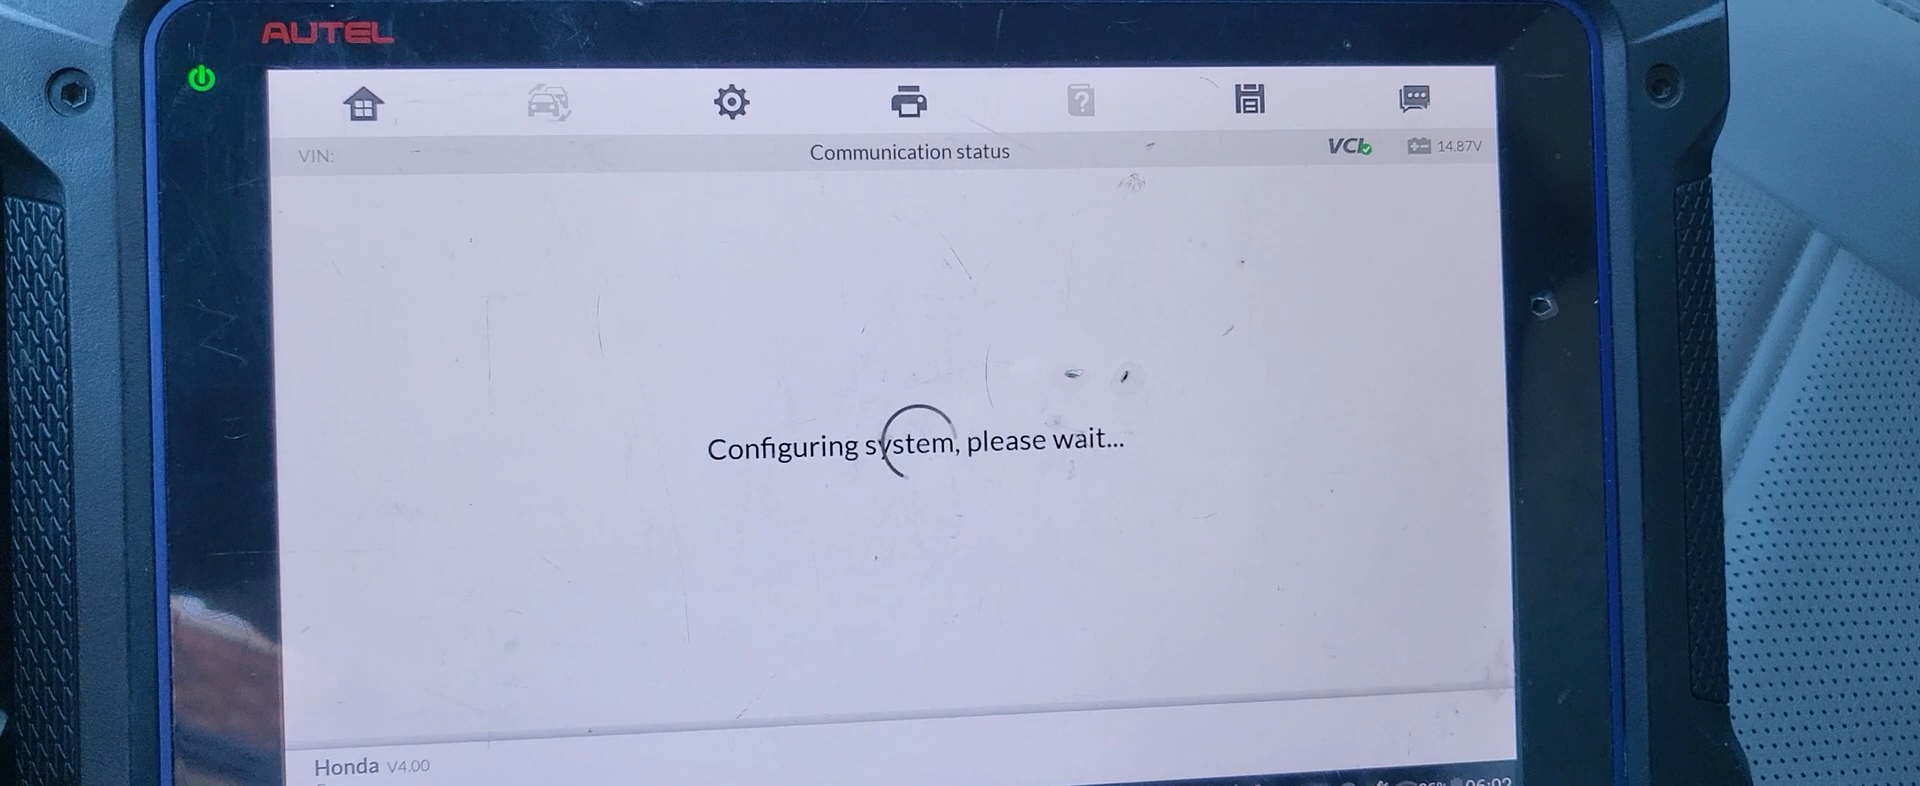 AUTEL
VIN:
Communication status
VCI
14.87V
Configuring system, please wait...
Honda V4.00